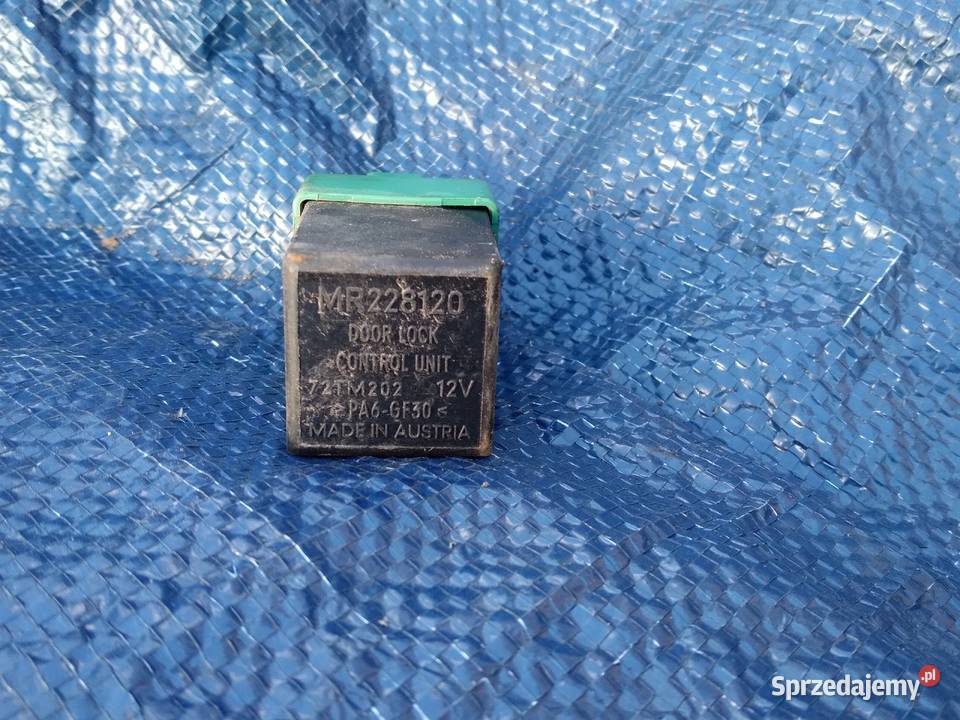 MR228120
DOOR LOCK
CONTROL UNIT
72TM202 12V
>PA6-GF30<
MADE IN AUSTRIA
Sprzedajemy.pl